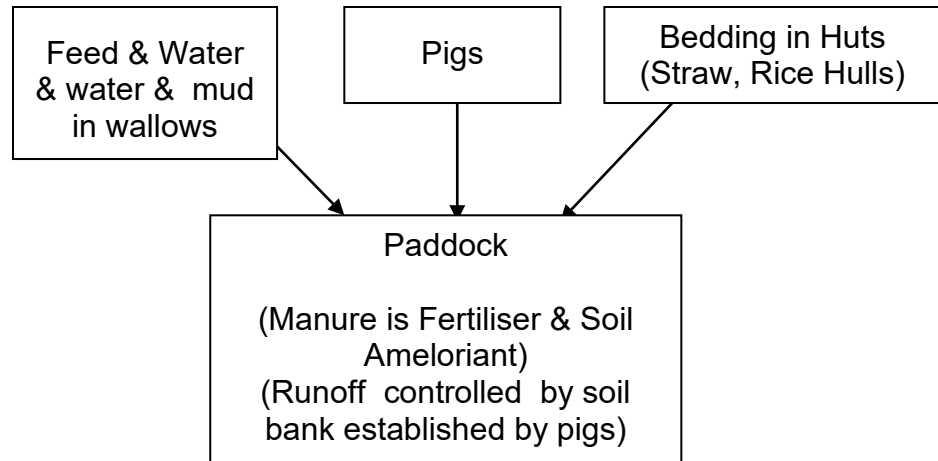 Feed & Water
& water & mud
in wallows
Pigs
Bedding in Huts
(Straw, Rice Hulls)
Paddock
(Manure is Fertiliser & Soil
Ameloriant)
(Runoff controlled by soil
bank established by pigs)